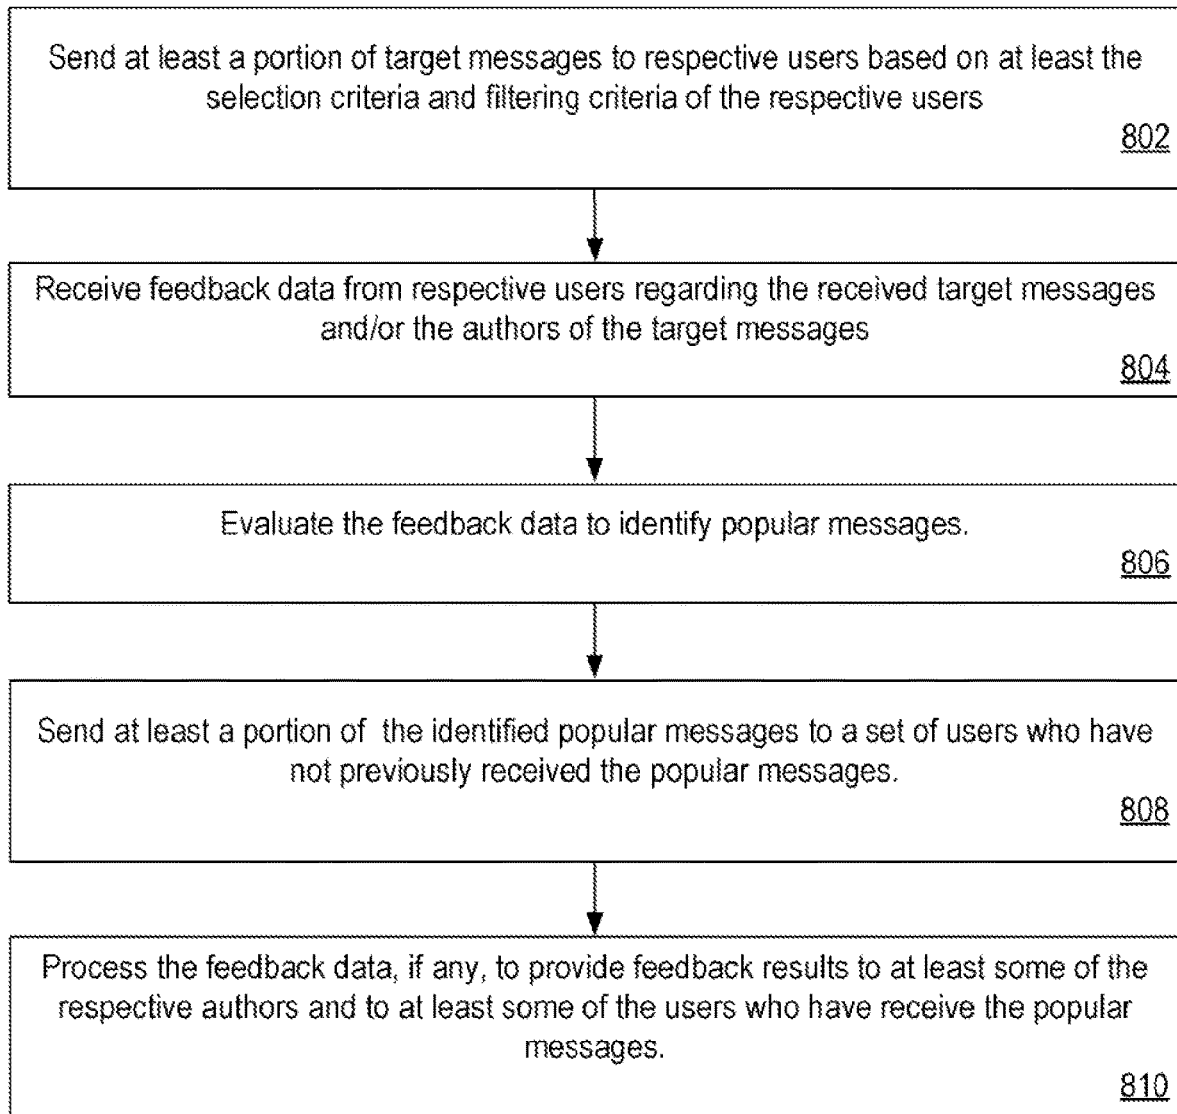 Send at least a portion of target messages to respective users based on at least the
selection criteria and filtering criteria of the respective users
802
Receive feedback data from respective users regarding the received target messages
and/or the authors of the target messages
804
Evaluate the feedback data to identify popular messages.
806
Send at least a portion of the identified popular messages to a set of users who have
not previously received the popular messages.
808
Process the feedback data, if any, to provide feedback results to at least some of the
respective authors and to at least some of the users who have receive the popular
messages.
810